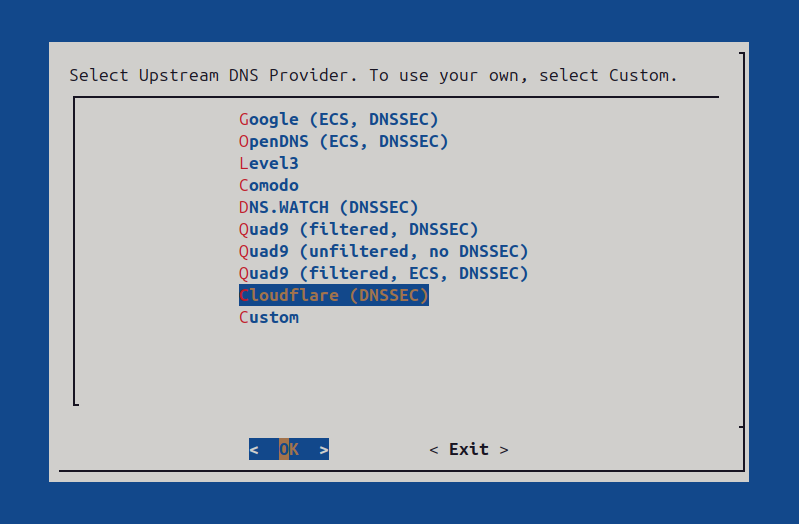 Select Upstream DNS Provider. To use your own, select Custom.
Google (ECS, DNSSEC)
OpenDNS (ECS, DNSSEC)
Level3
Comodo
DNS.WATCH (DNSSEC)
Quad9 (filtered, DNSSEC)
Quad9 (unfiltered, no DNSSEC)
Quad9 (filtered, ECS, DNSSEC)
Cloudflare (DNSSEC)
Custom
<  OK  > < Exit >